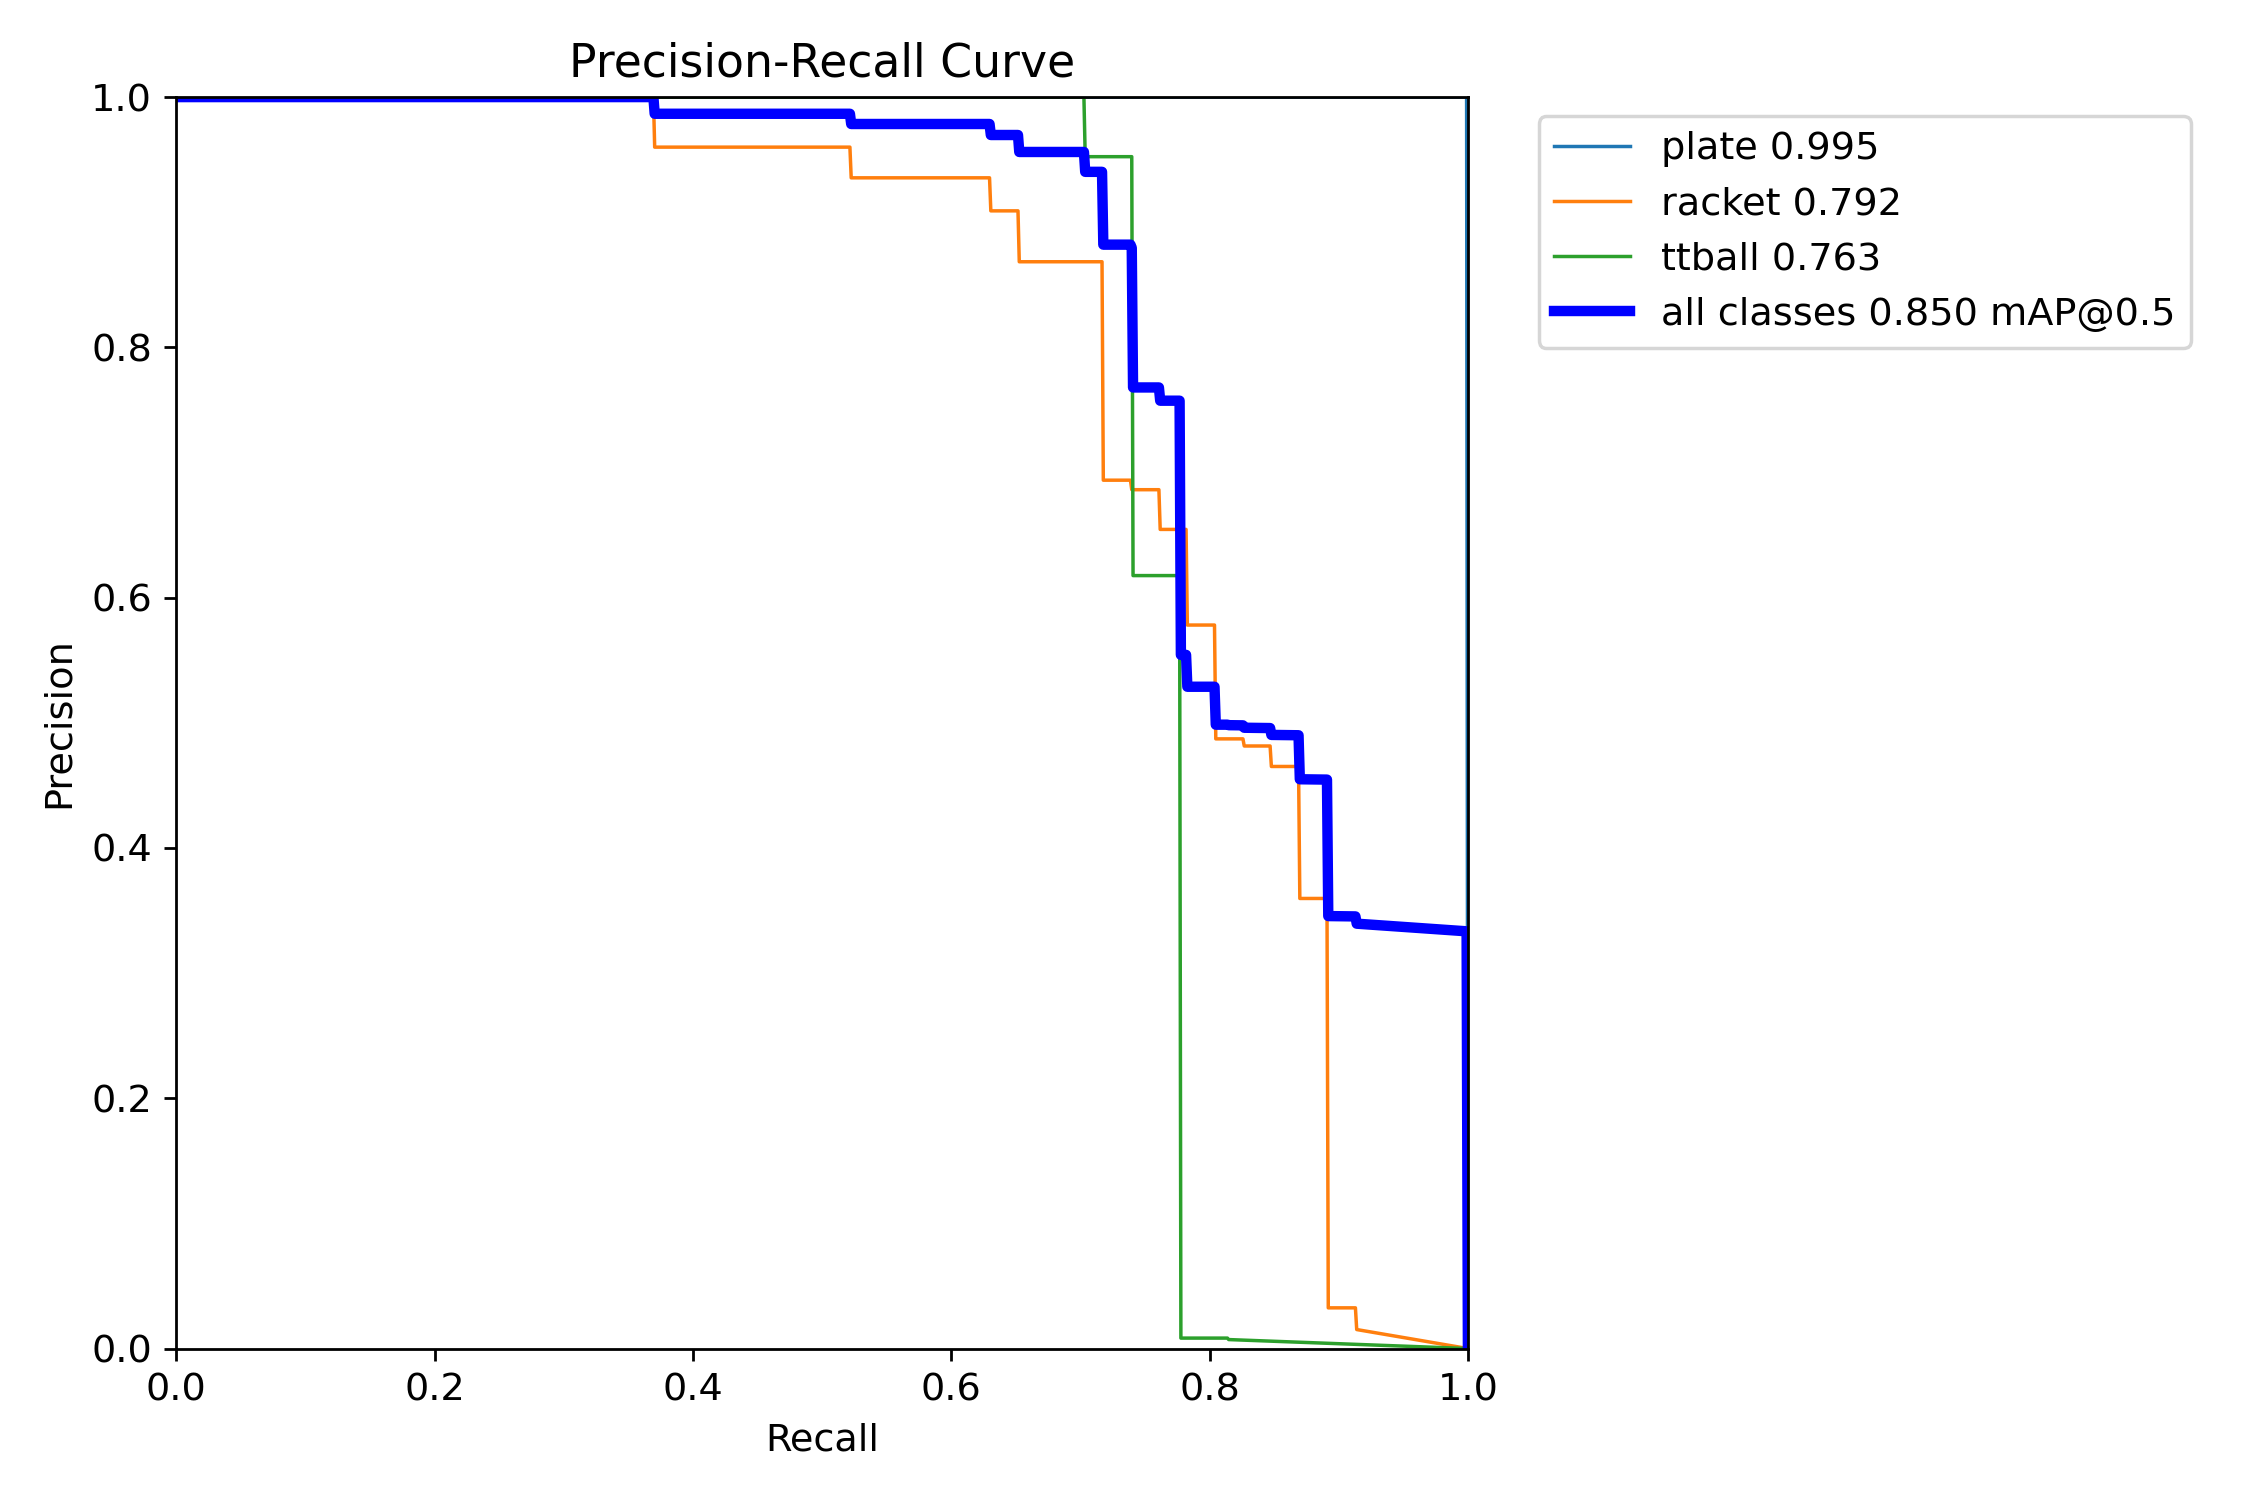 Precision-Recall Curve
plate 0.995
racket 0.792
ttball 0.763
all classes 0.850 mAP@0.5
Precision
1.0
0.8
0.6
0.4
0.2
0.0
0.0 0.2 0.4 0.6 0.8 1.0
Recall